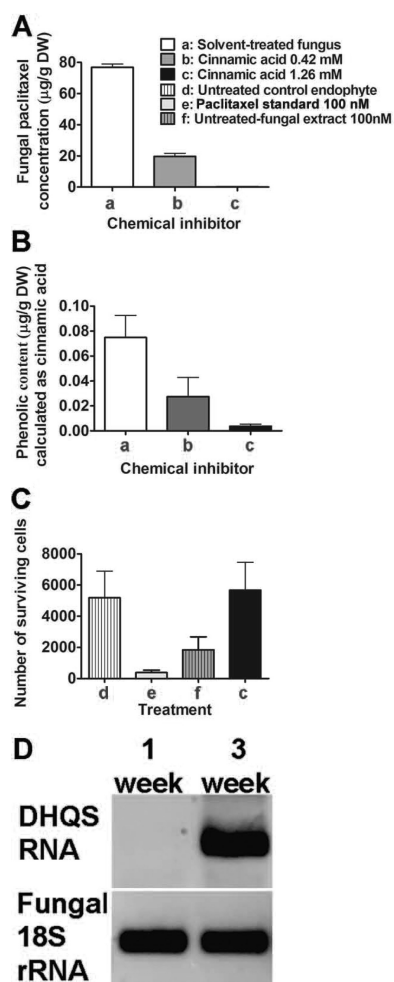 A
Fungal paclitaxel
concentration (µg/g DW)
80
60
40
20
0
a b c
Chemical inhibitor
a: Solvent-treated fungus
b: Cinnamic acid 0.42 mM
c: Cinnamic acid 1.26 mM
d: Untreated control endophyte
e: Paclitaxel standard 100 nM
f: Untreated-fungal extract 100nM
B
Phenolic content (µg/g DW)
calculated as cinnamic acid
0.10
0.08
0.06
0.04
0.02
0.00
a b c
Chemical inhibitor
C
Number of surviving cells
8000
6000
4000
2000
0
d e f c
Treatment
D 1 3
week week
DHQS
RNA
Fungal
18S
rRNA